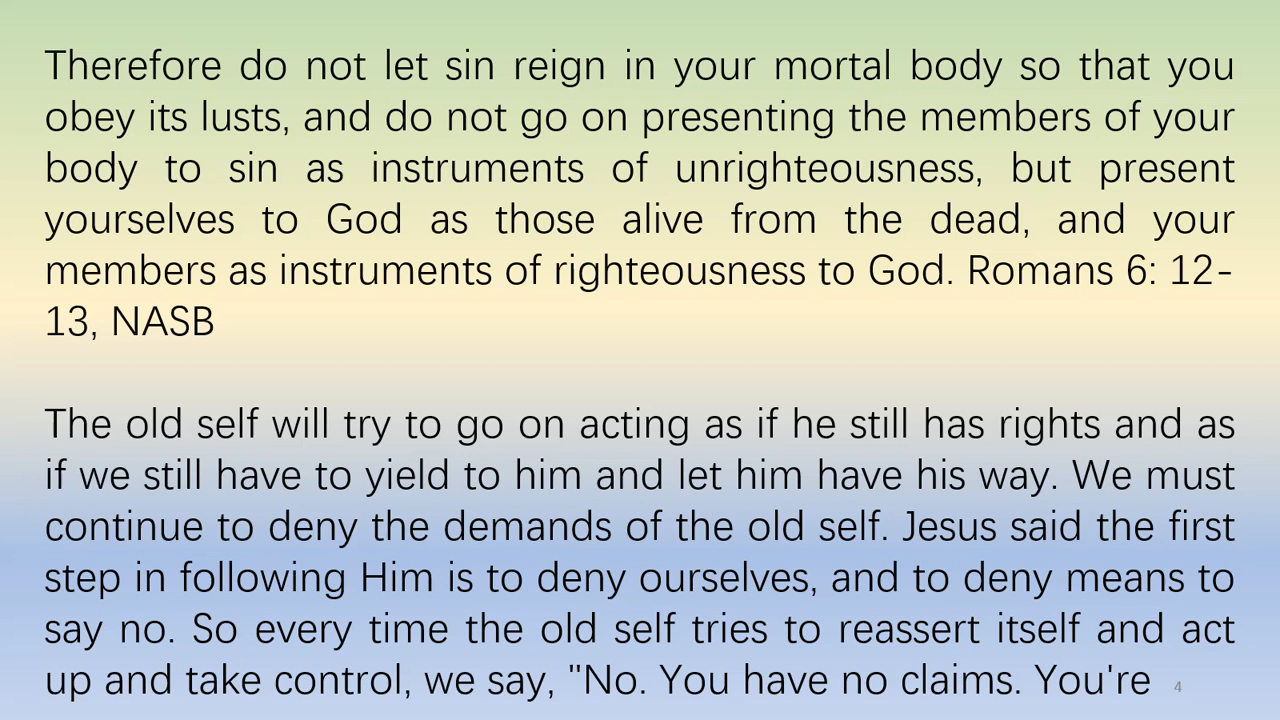 Therefore do not let sin reign in your mortal body so that you
obey its lusts, and do not go on presenting the members of your
body to sin as instruments of unrighteousness, but present
yourselves to God as those alive from the dead, and your
members as instruments of righteousness to God. Romans 6: 12-
13, NASB
The old self will try to go on acting as if he still has rights and as
if we still have to yield to him and let him have his way. We must
continue to deny the demands of the old self. Jesus said the first
step in following Him is to deny ourselves, and to deny means to
say no. So every time the old self tries to reassert itself and act
up and take control, we say, "No. You have no claims. You're
4